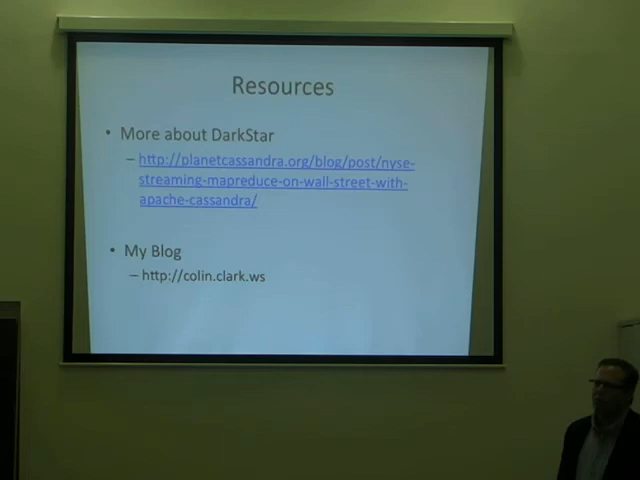 Resources
• More about DarkStar
– http://planetcassandra.org/blog/post/nyse-
streaming-mapreduce-on-wall-street-with-
apache-cassandra/
• My Blog
– http://colin.clark.ws